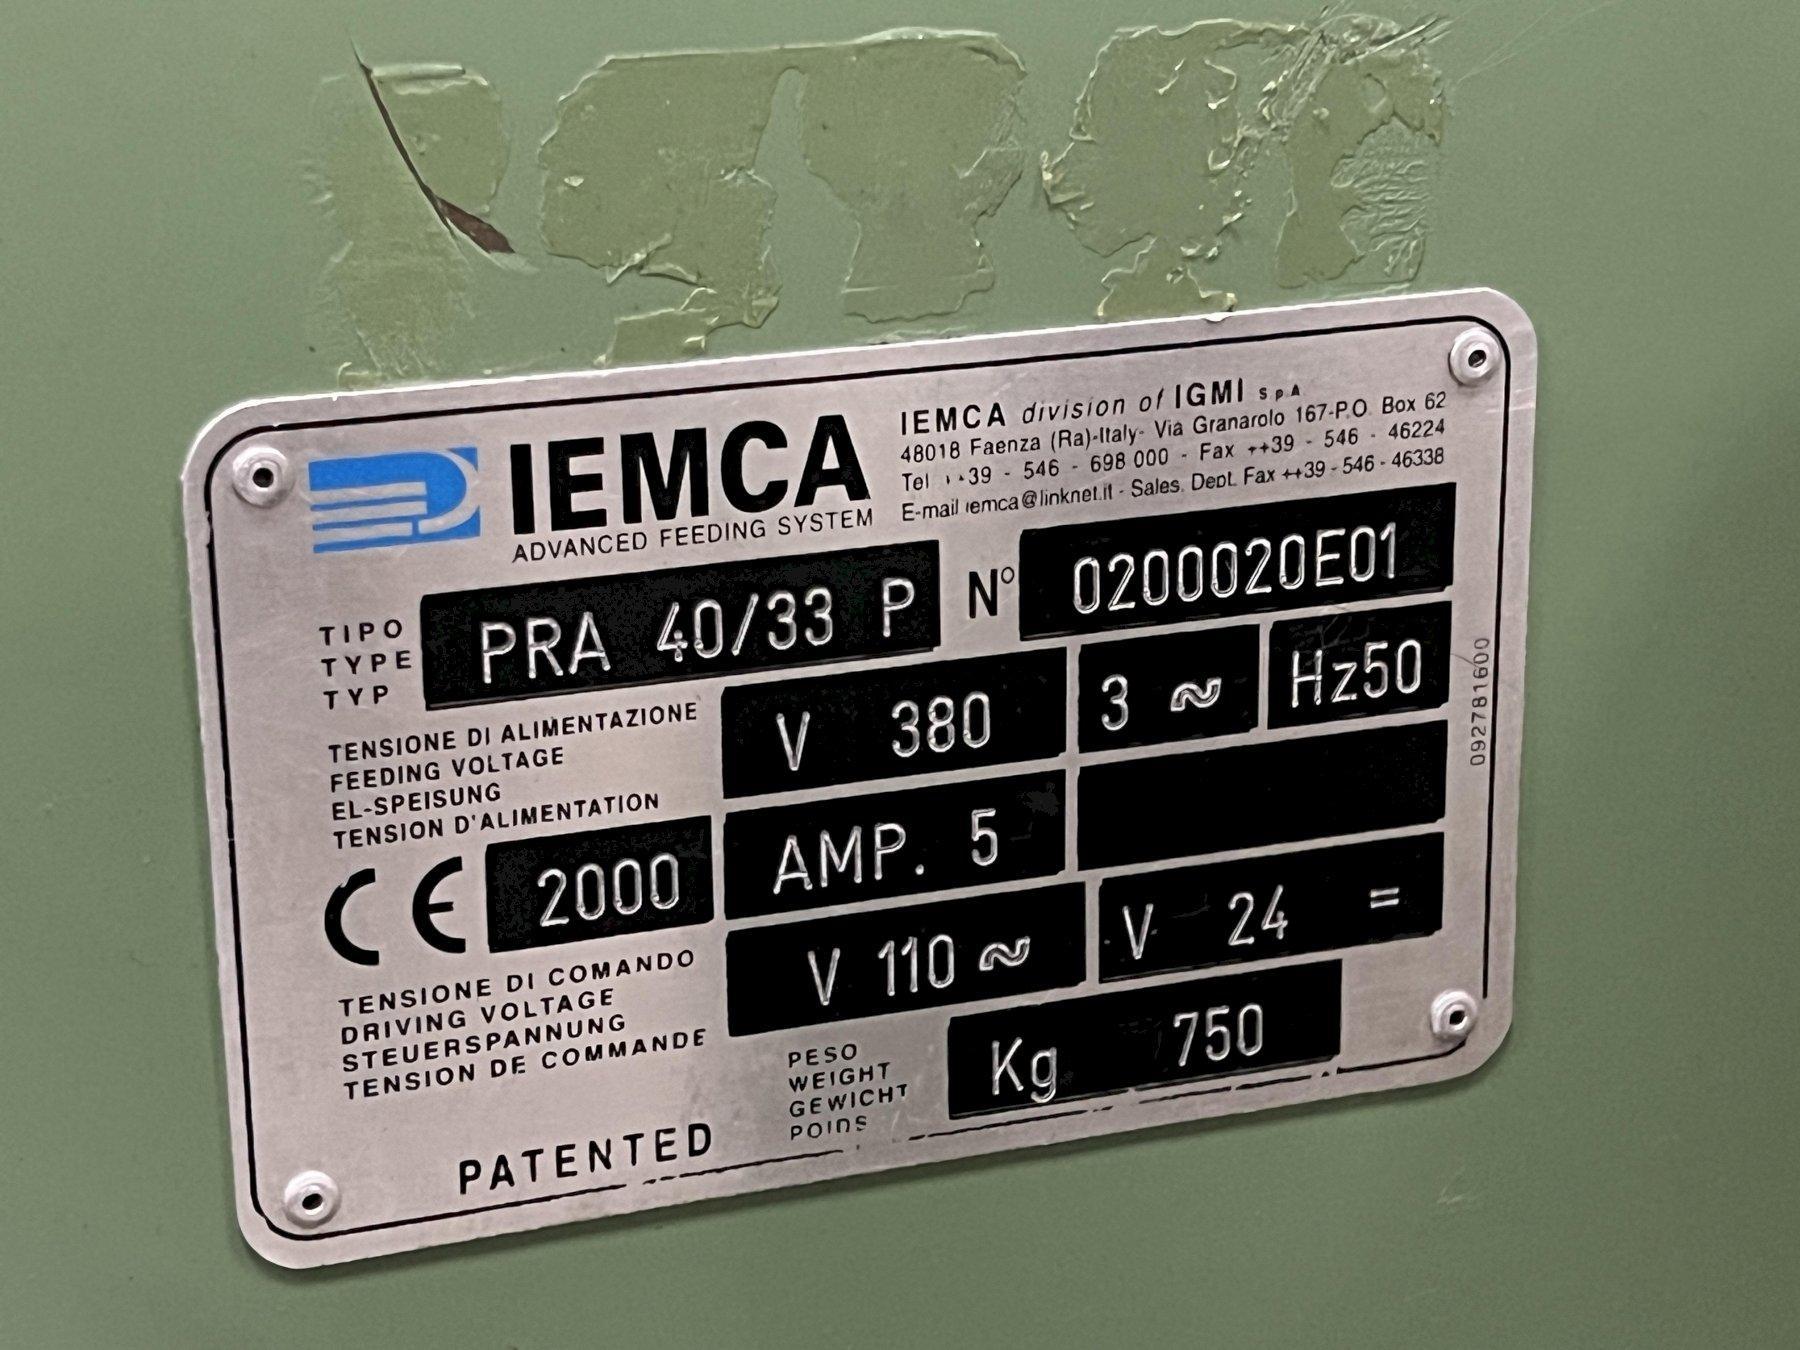 IEMCA
ADVANCED FEEDING SYSTEM
IEMCA division of IGMI S p A
48018 Faenza (Ra)-Italy- Via Granarolo 167-P.O. Box 62
Tel ++39 - 546 - 698 000 - Fax ++39 - 546 - 46224
E-mail iemca@linknet.it - Sales. Dept. Fax ++39 - 546 - 46338
TIPO
TYPE
TYP
PRA 40/33 P
N° 0200020E01
TENSIONE DI ALIMENTAZIONE
FEEDING VOLTAGE
EL-SPEISUNG
TENSION D'ALIMENTATION
V 380
3 ~
Hz50
CE 2000
AMP. 5
TENSIONE DI COMANDO
DRIVING VOLTAGE
STEUERSPANNUNG
TENSION DE COMMANDE
V 110 ~
V 24 =
PESO
WEIGHT
GEWICHT
POIDS
Kg 750
PATENTED
092781600